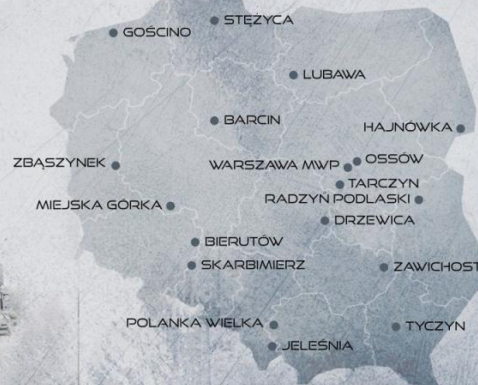 STĘŻYCA
GOŚCINO
LUBAWA
BARCIN
HAJNÓWKA
ZBĄSZYNEK
WARSZAWA MWP
OSSÓW
TARCZYN
RADZYŃ PODLASKI
MIEJSKA GÓRKA
DRZEWICA
BIERUTÓW
SKARBIMIERZ
ZAWICHOST
POLANKA WIELKA
TYCZYN
JELEŚNIA